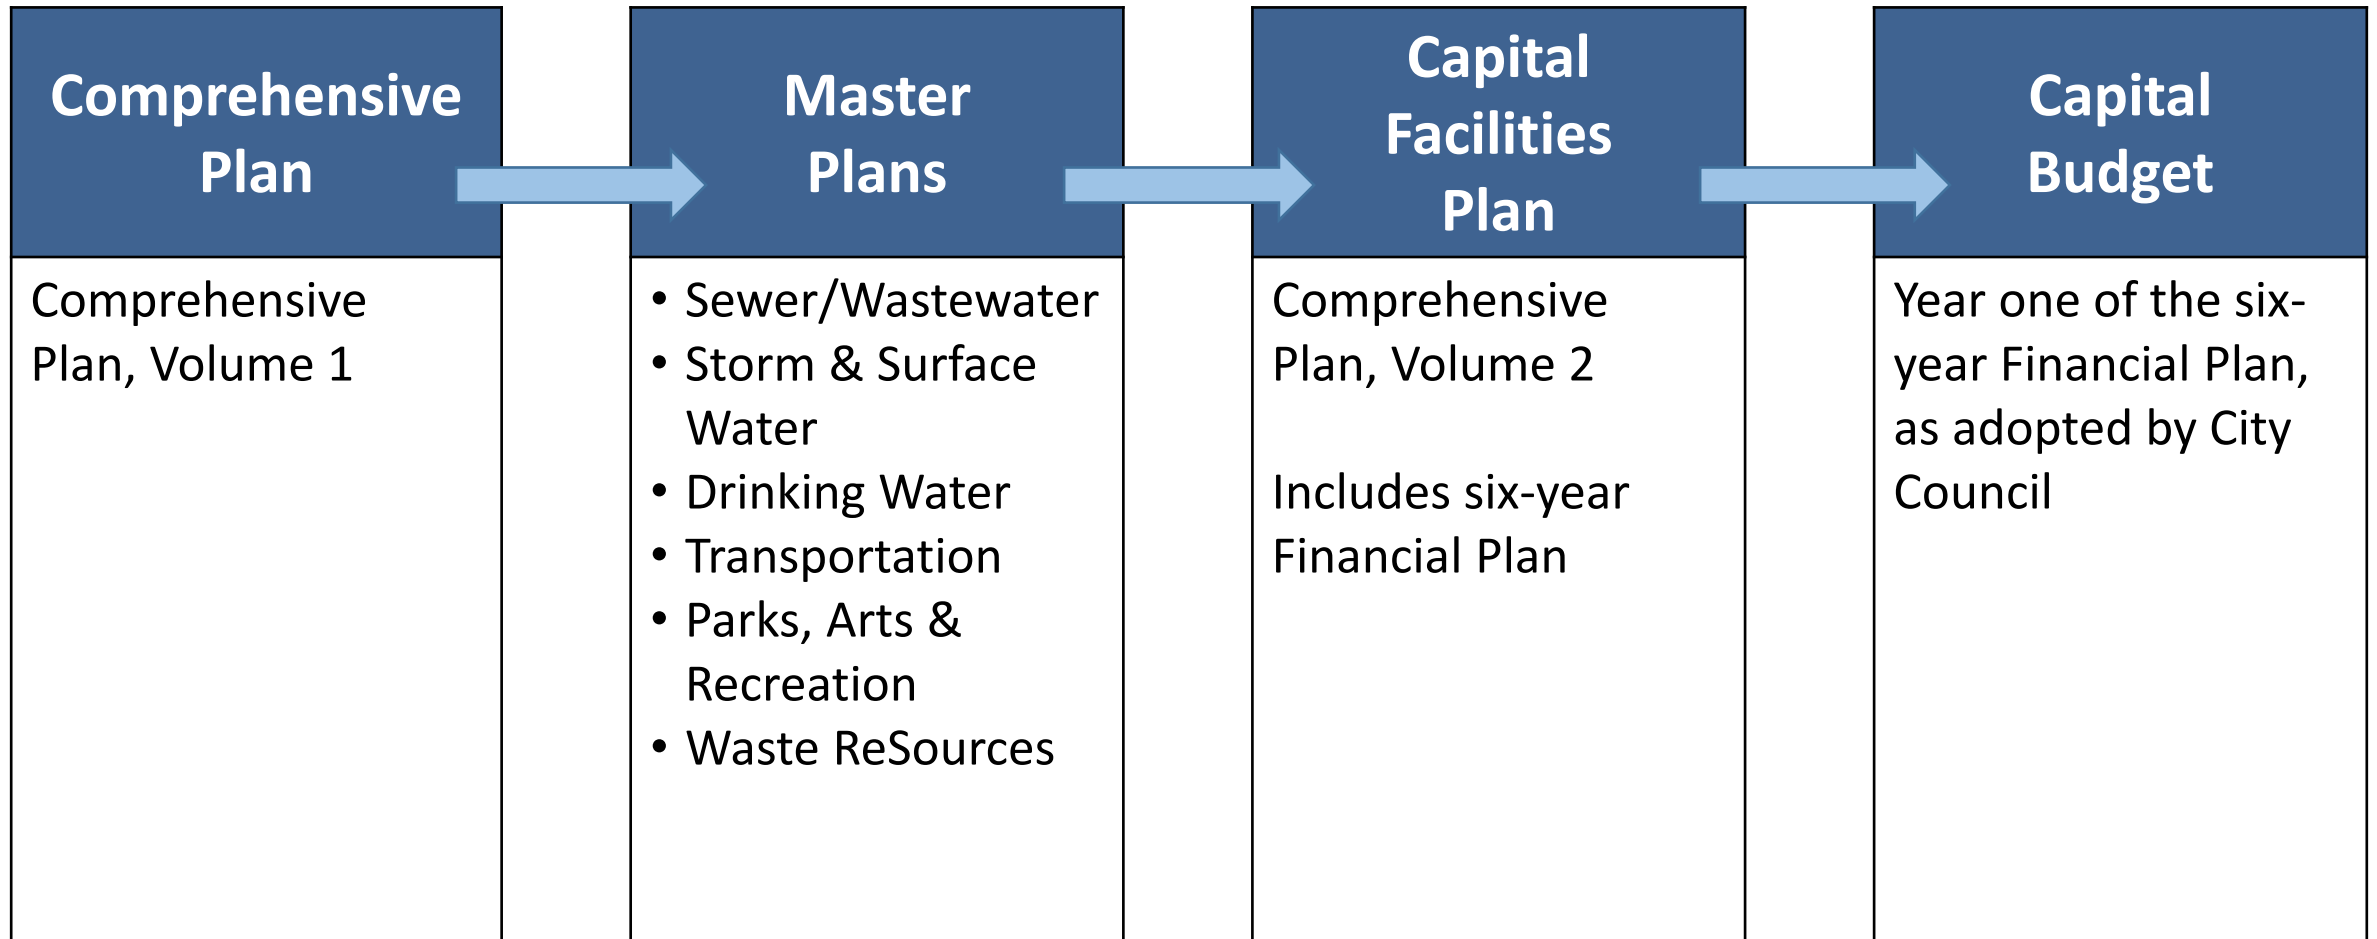 Comprehensive
Plan
Comprehensive
Plan, Volume 1
Master
Plans
• Sewer/Wastewater
• Storm & Surface
Water
• Drinking Water
• Transportation
• Parks, Arts &
Recreation
• Waste ReSources
Capital
Facilities
Plan
Comprehensive
Plan, Volume 2
Includes six-year
Financial Plan
Capital
Budget
Year one of the six-
year Financial Plan,
as adopted by City
Council